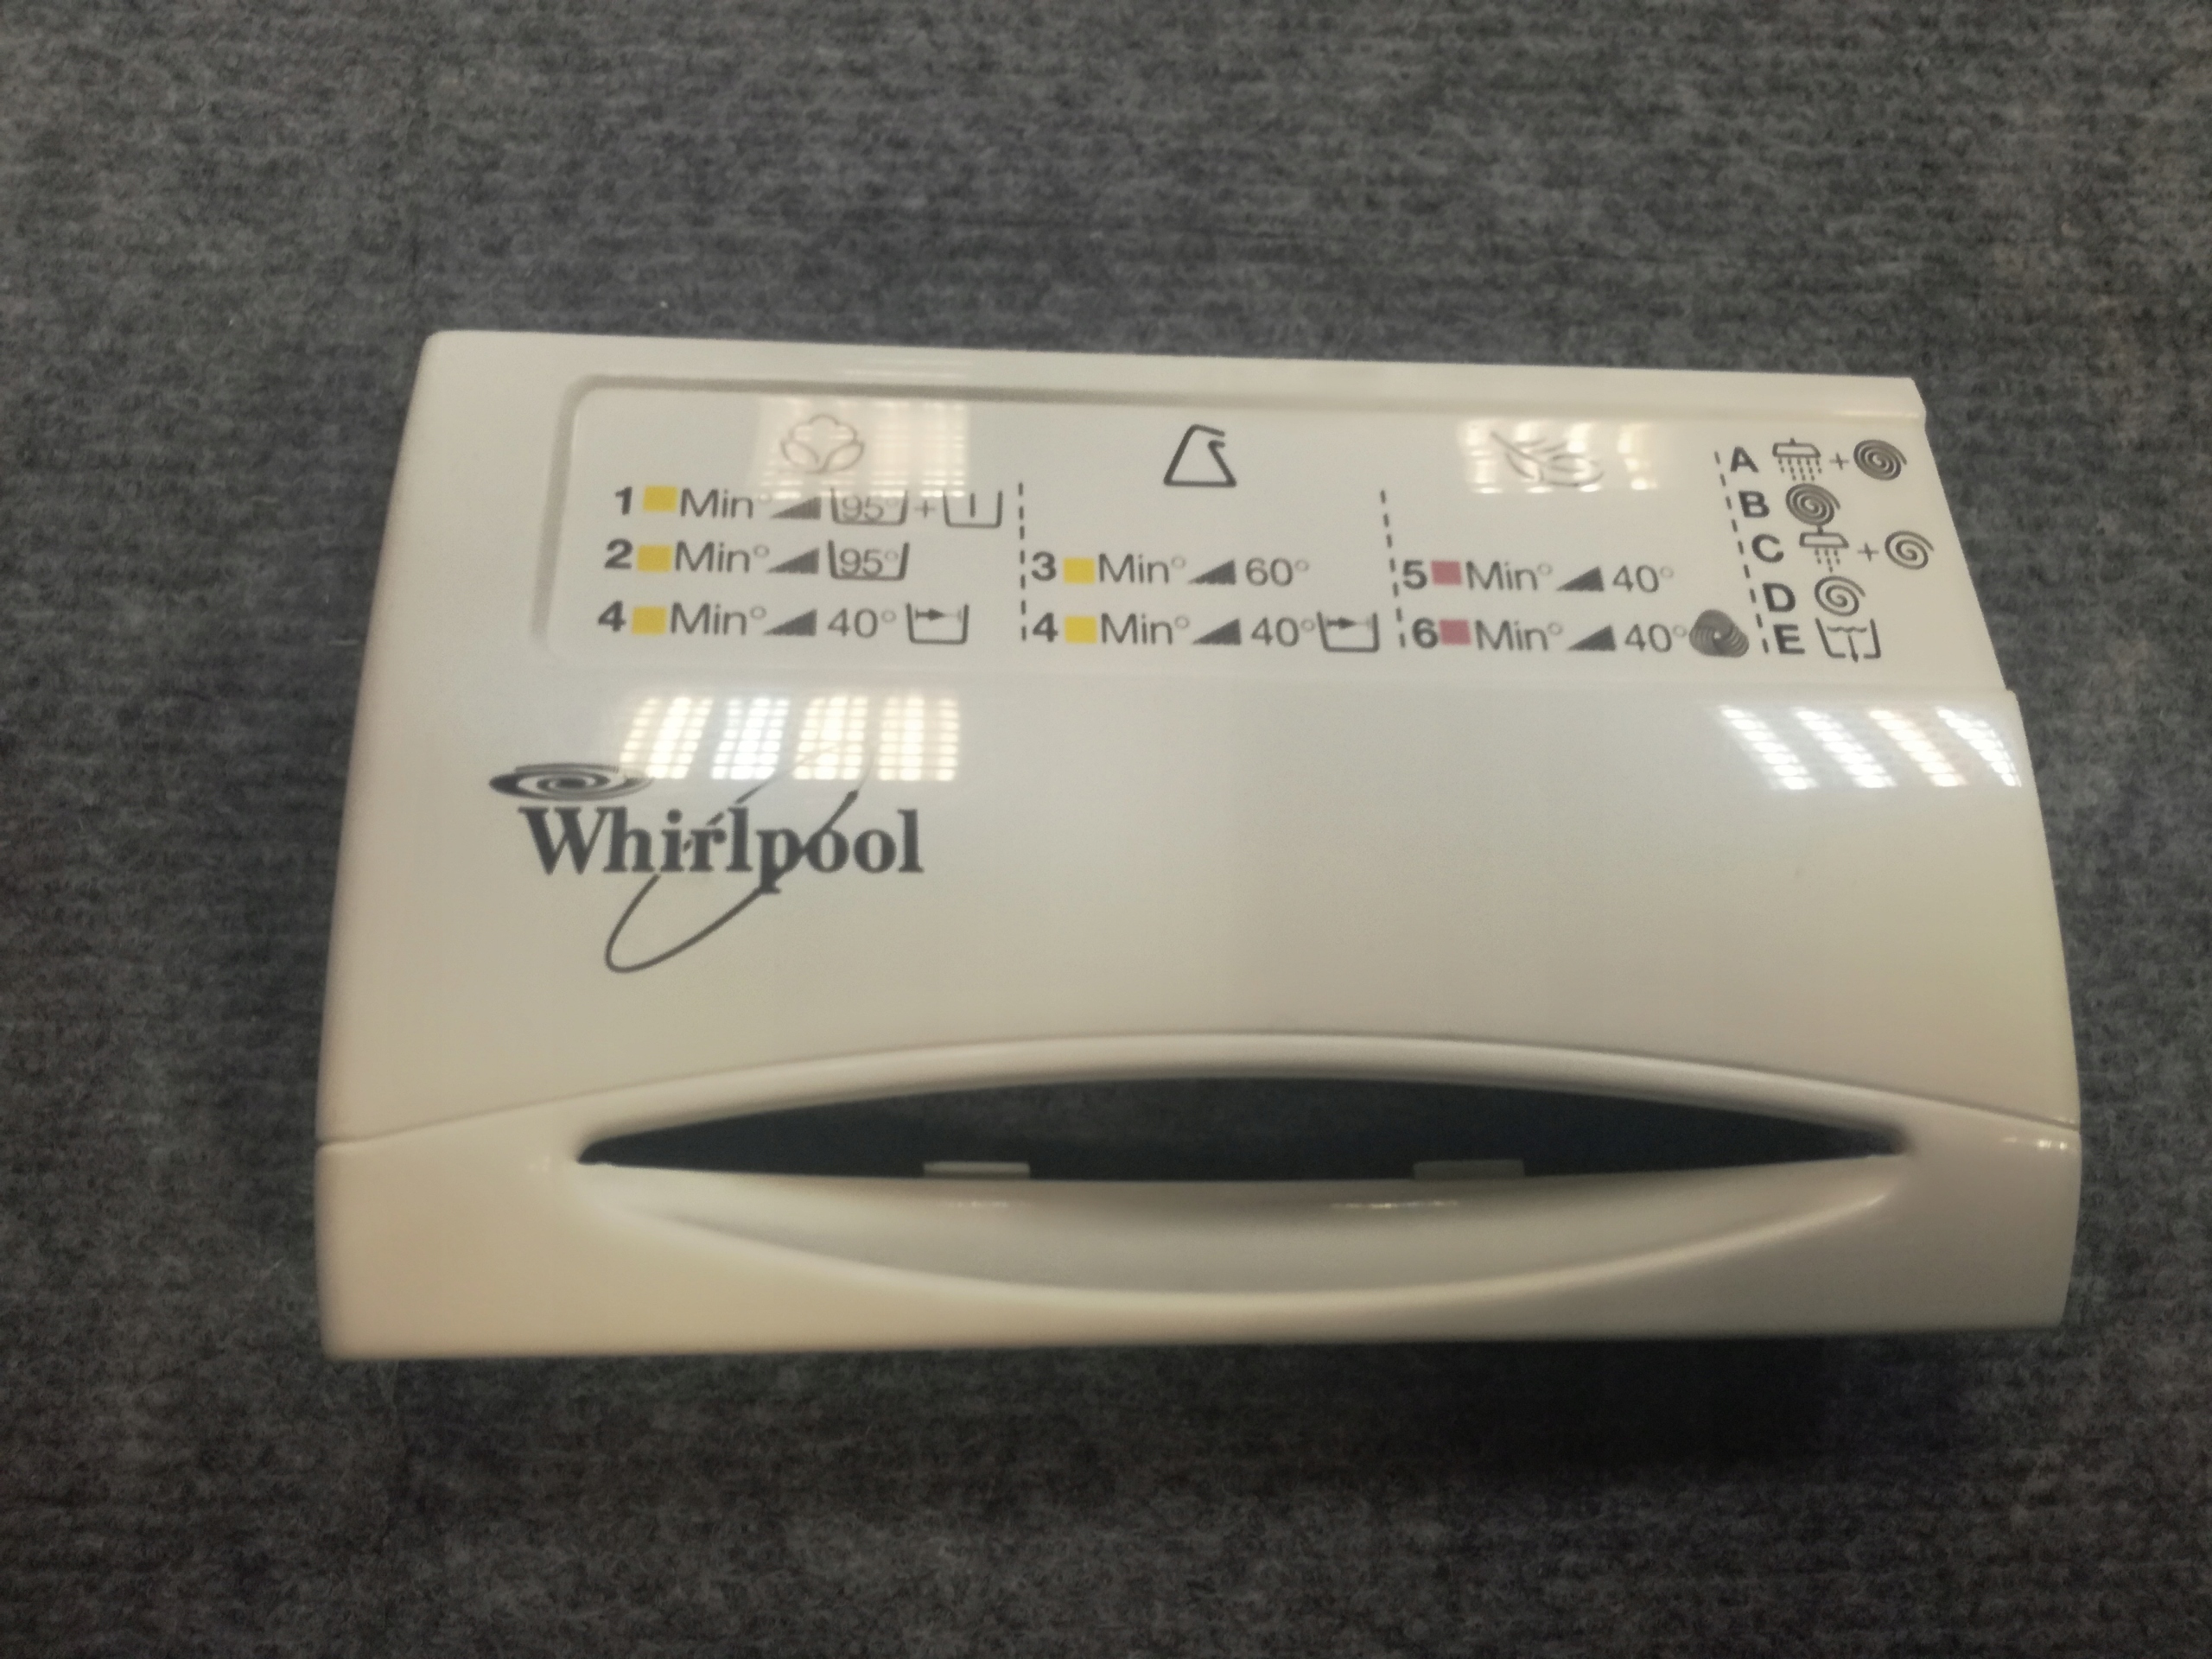 1 Min° 95° +
2 Min° 95°
4 Min° 40°
3 Min° 60°
4 Min° 40°
5 Min° 40°
6 Min° 40°
A +
B
C +
D
E
Whirlpool